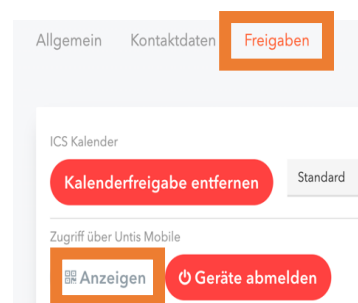 Allgemein Kontaktdaten Freigaben
ICS Kalender
Kalenderfreigabe entfernen Standard
Zugriff über Untis Mobile
Anzeigen Geräte abmelden